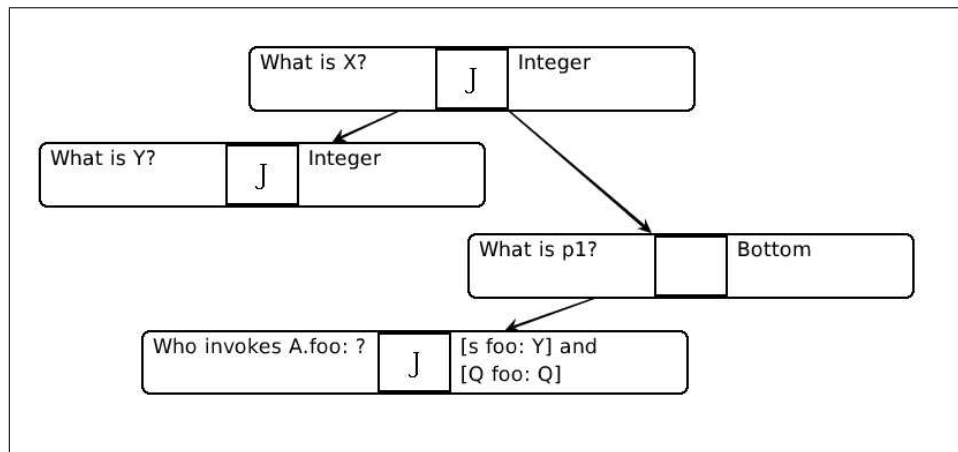 What is X?
J
Integer
What is Y?
J
Integer
What is p1?
Bottom
Who invokes A.foo: ?
J
[s foo: Y] and
[Q foo: Q]